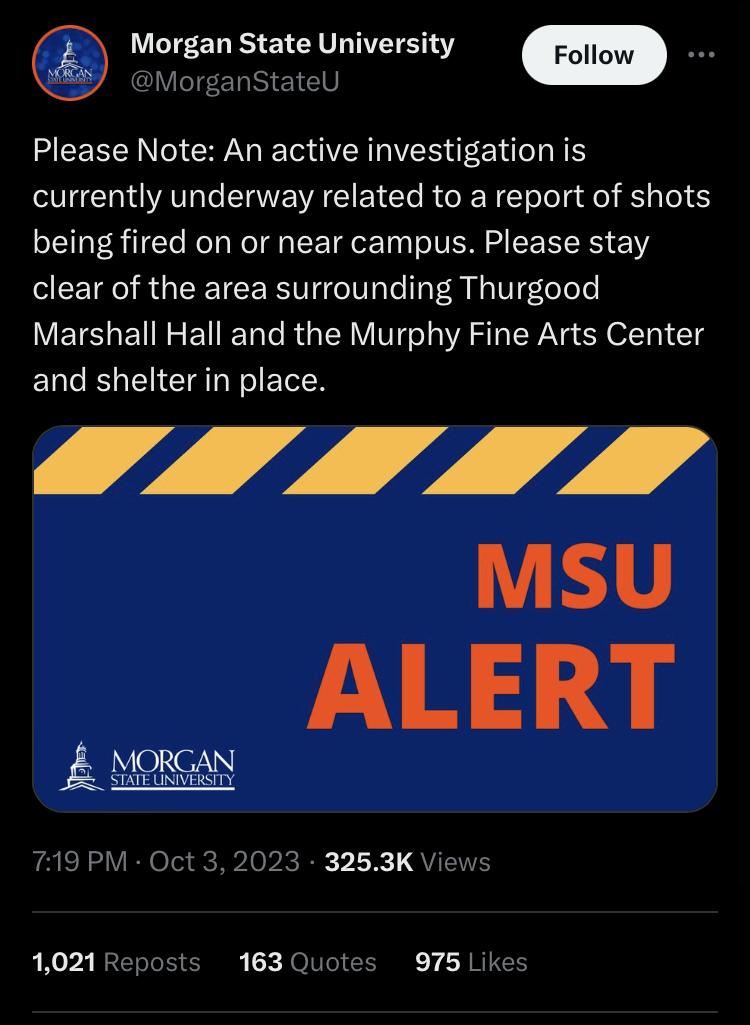 MORGAN
STATE UNIVERSITY
Morgan State University
@MorganStateU
Follow
Please Note: An active investigation is
currently underway related to a report of shots
being fired on or near campus. Please stay
clear of the area surrounding Thurgood
Marshall Hall and the Murphy Fine Arts Center
and shelter in place.
MSU
ALERT
MORGAN
STATE UNIVERSITY
7:19 PM · Oct 3, 2023 · 325.3K Views
1,021 Reposts 163 Quotes 975 Likes